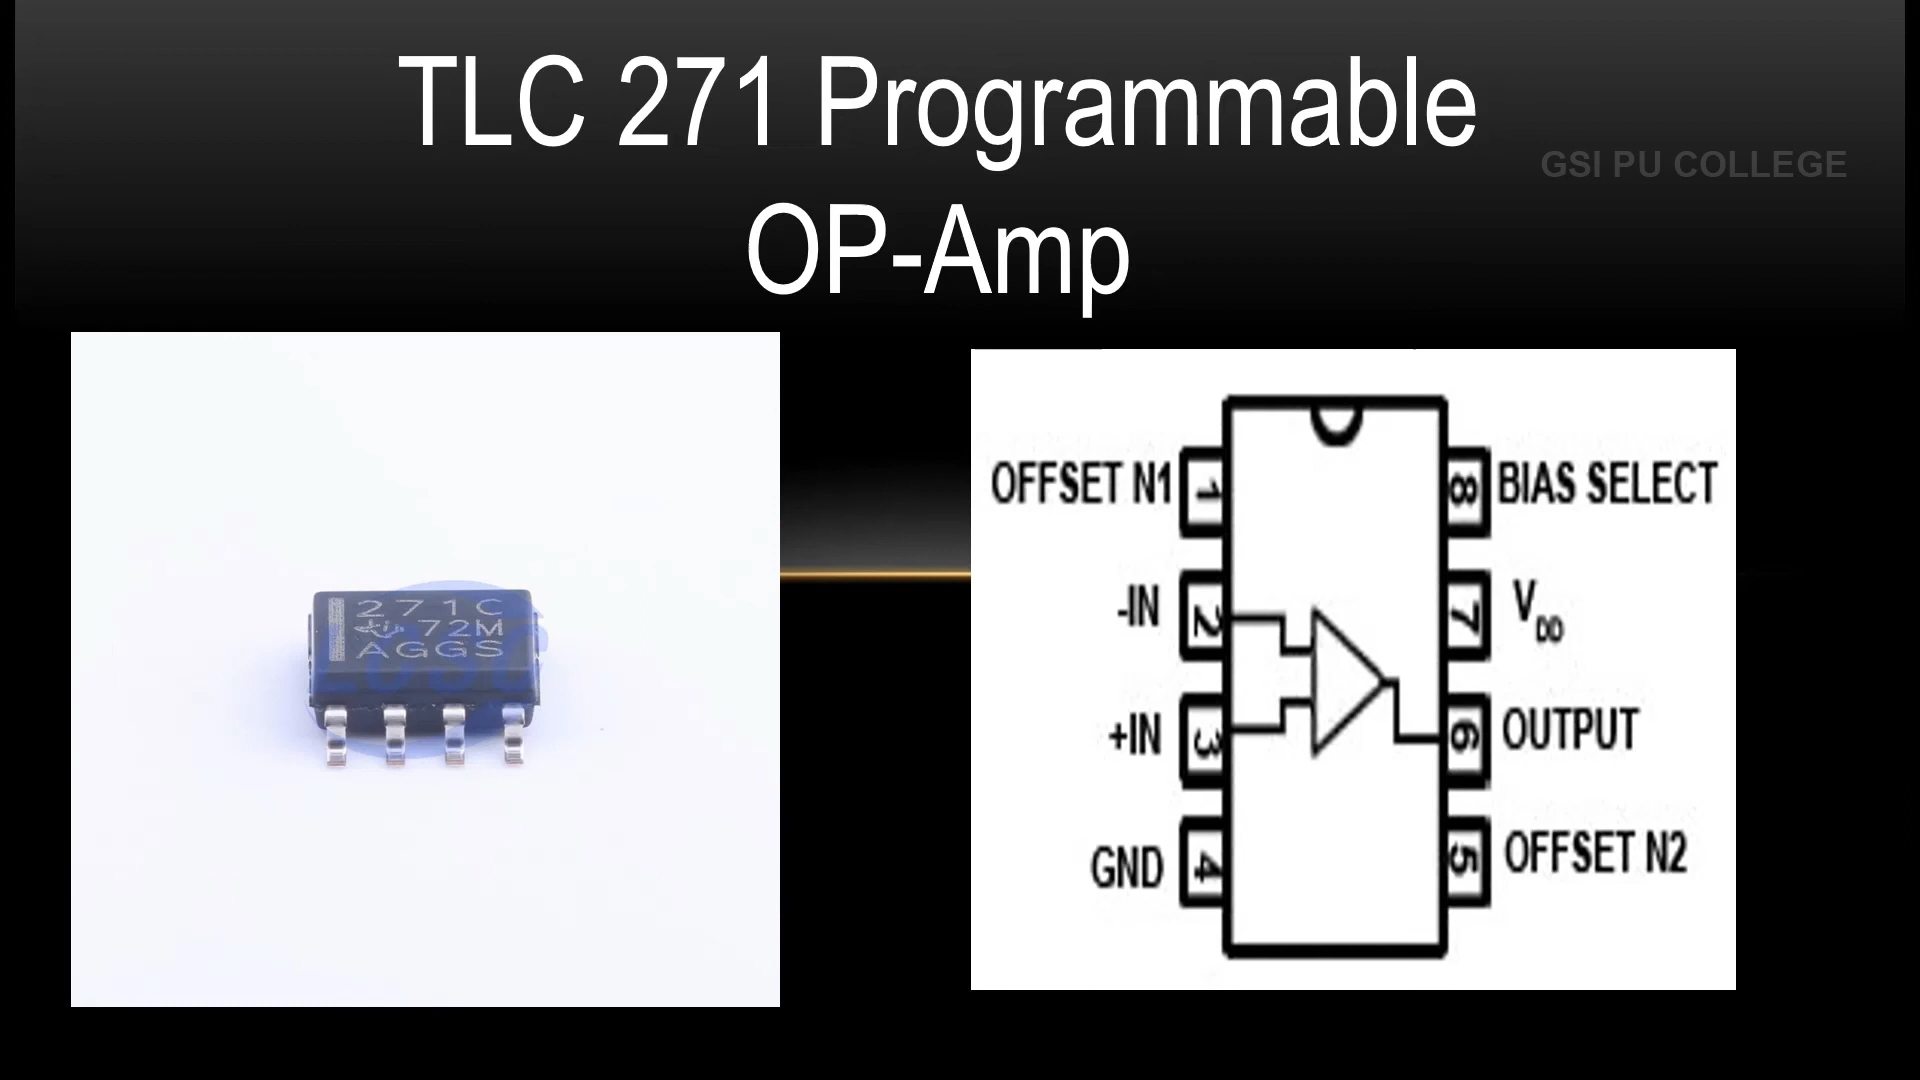 TLC 271 Programmable
OP-Amp
GSI PU COLLEGE
271C
72M
AGGS
OFFSET N1
1
8
BIAS SELECT
-IN
2
7
VDD
+IN
3
6
OUTPUT
GND
4
5
OFFSET N2